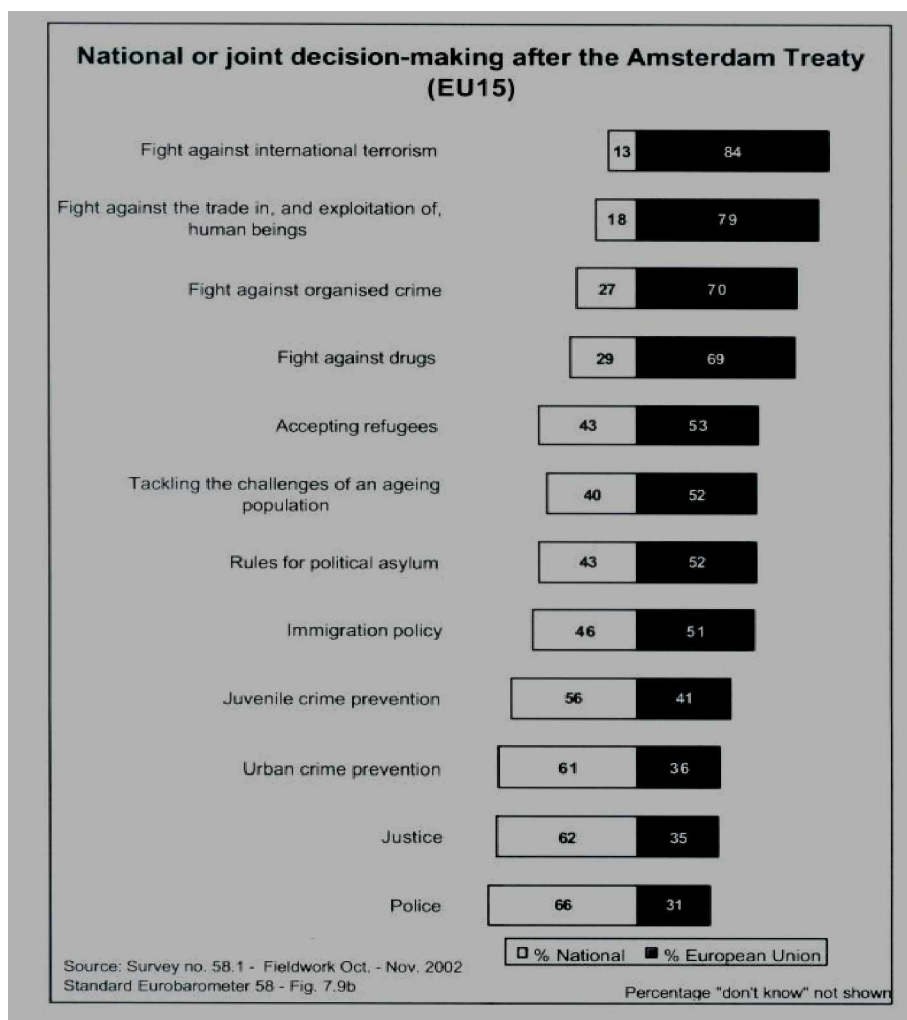 National or joint decision-making after the Amsterdam Treaty
(EU15)
Fight against international terrorism
13 84
Fight against the trade in, and exploitation of,
human beings
18 79
Fight against organised crime
27 70
Fight against drugs
29 69
Accepting refugees
43 53
Tackling the challenges of an ageing
population
40 52
Rules for political asylum
43 52
Immigration policy
46 51
Juvenile crime prevention
56 41
Urban crime prevention
61 36
Justice
62 35
Police
66 31
% National % European Union
Source: Survey no. 58.1 - Fieldwork Oct. - Nov. 2002
Standard Eurobarometer 58 - Fig. 7.9b
Percentage "don't know" not shown